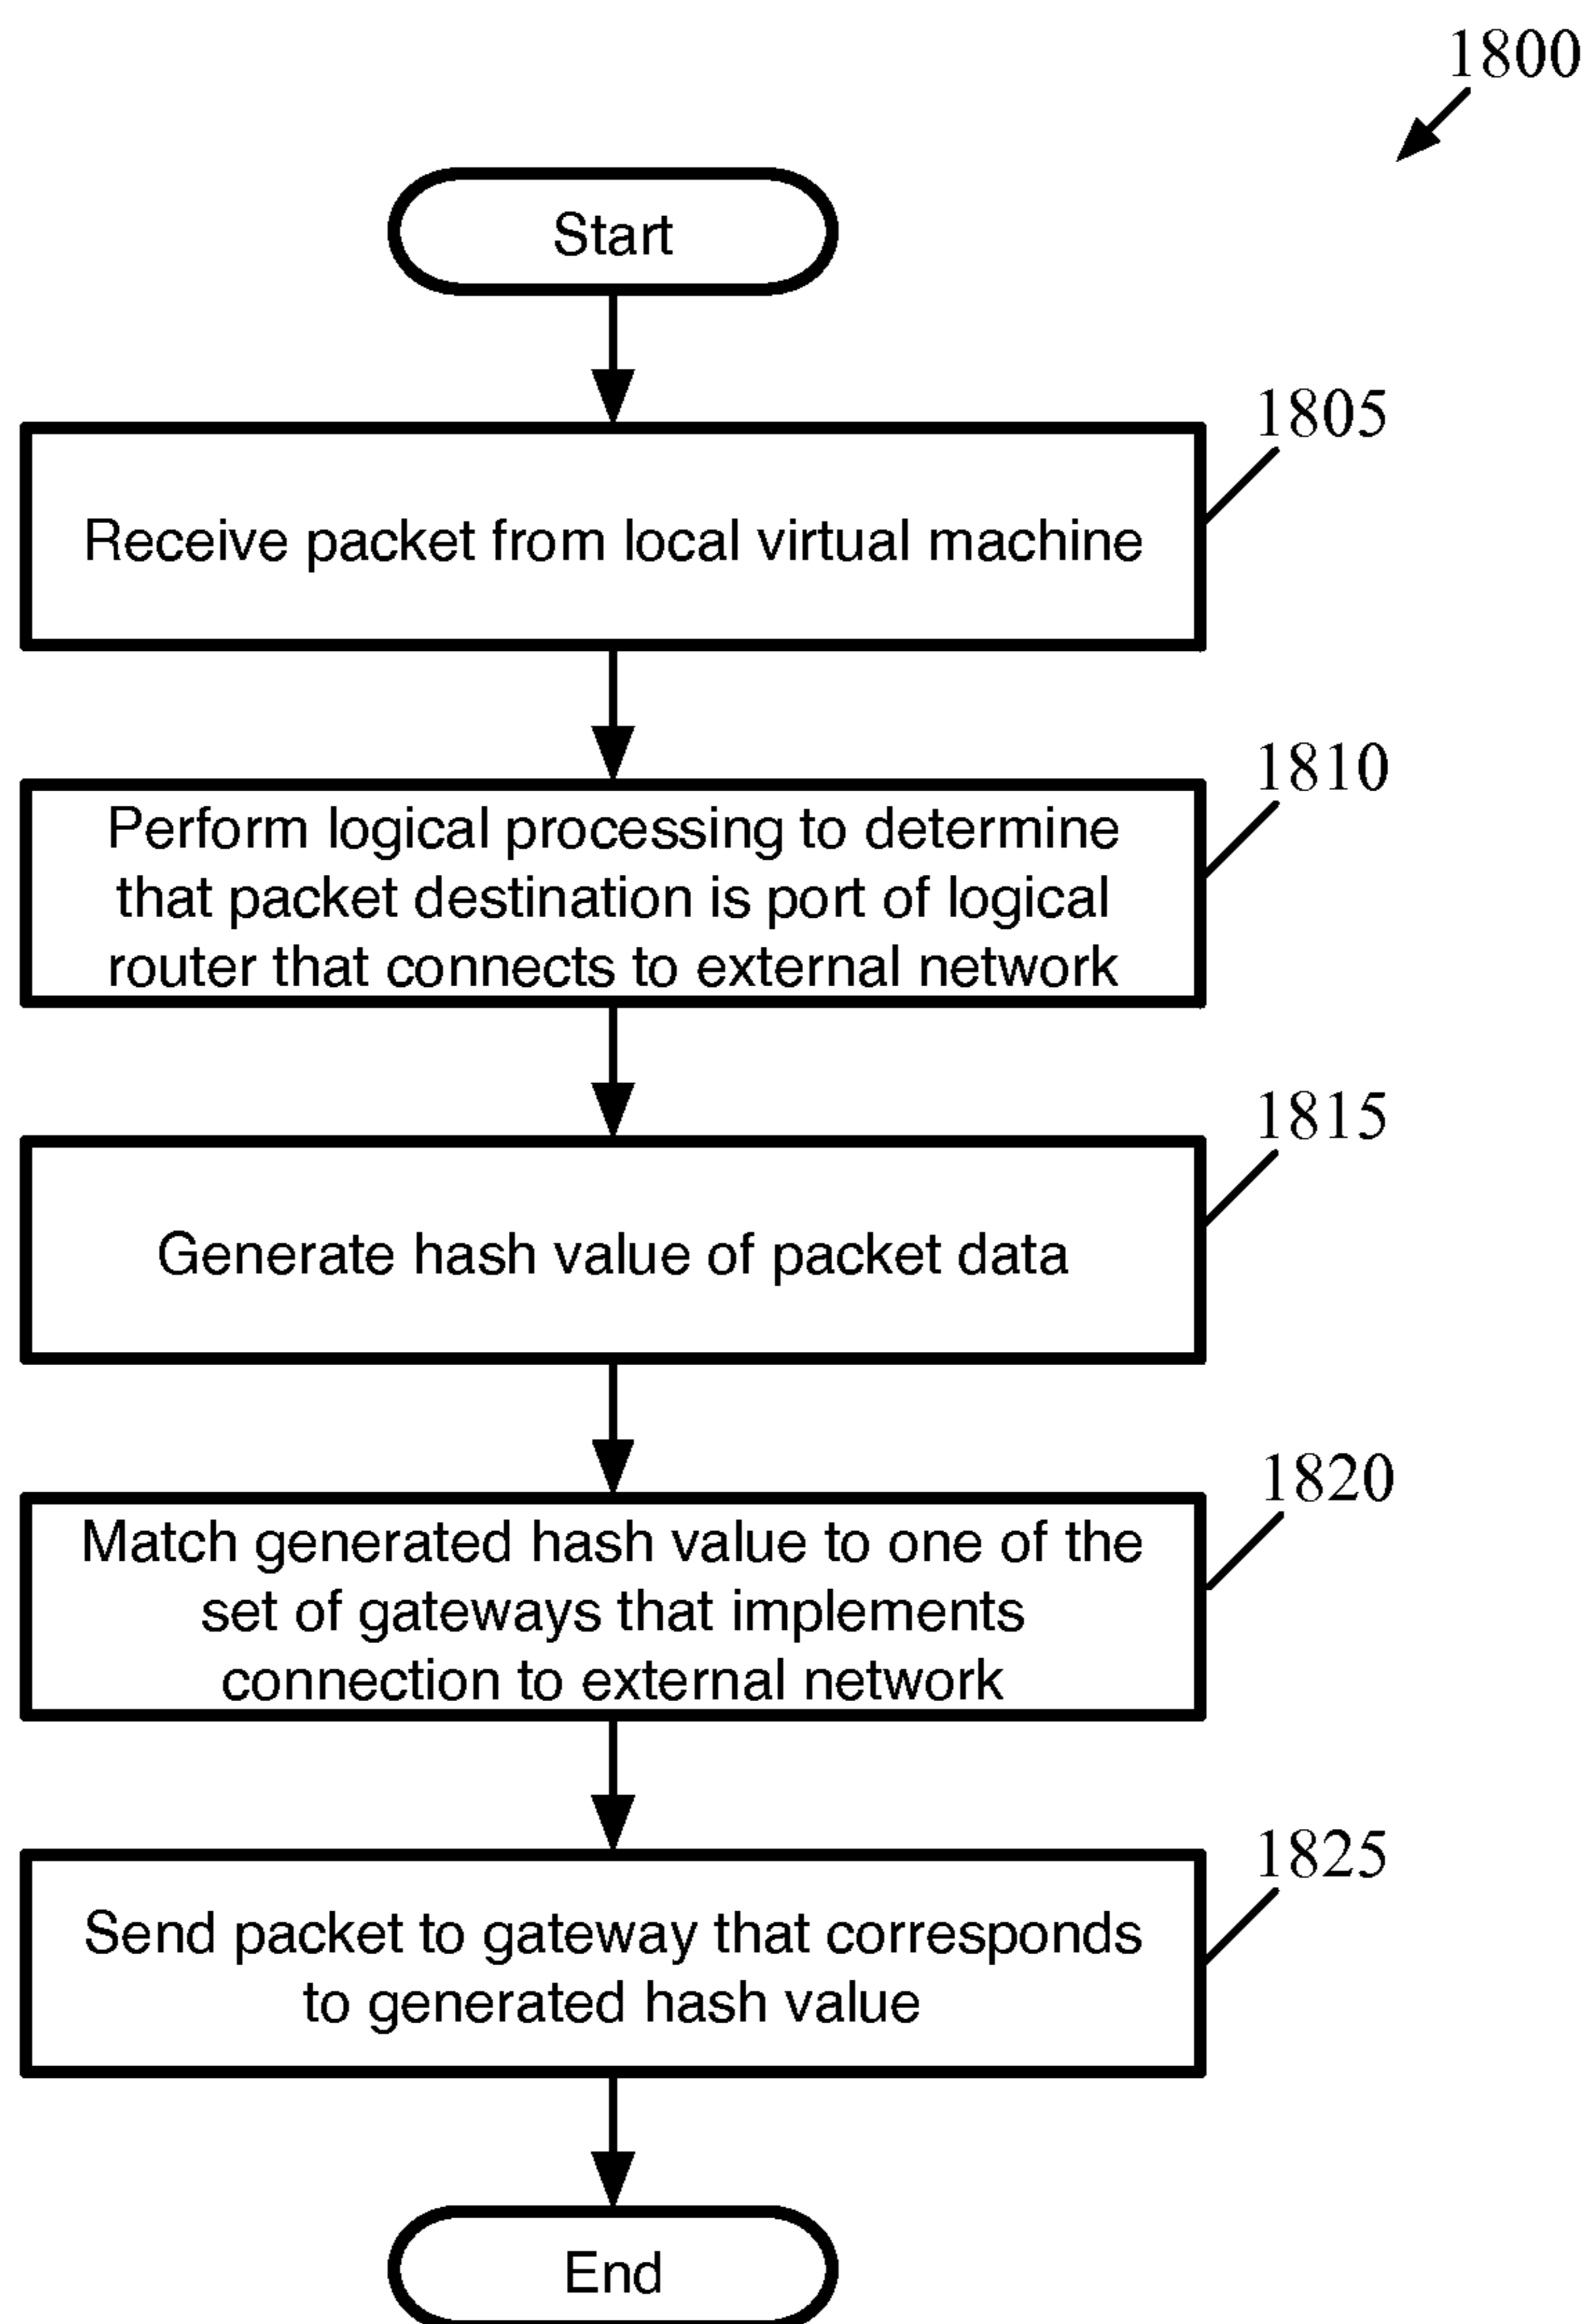 1800
Start
1805
Receive packet from local virtual machine
1810
Perform logical processing to determine
that packet destination is port of logical
router that connects to external network
1815
Generate hash value of packet data
1820
Match generated hash value to one of the
set of gateways that implements
connection to external network
1825
Send packet to gateway that corresponds
to generated hash value
End